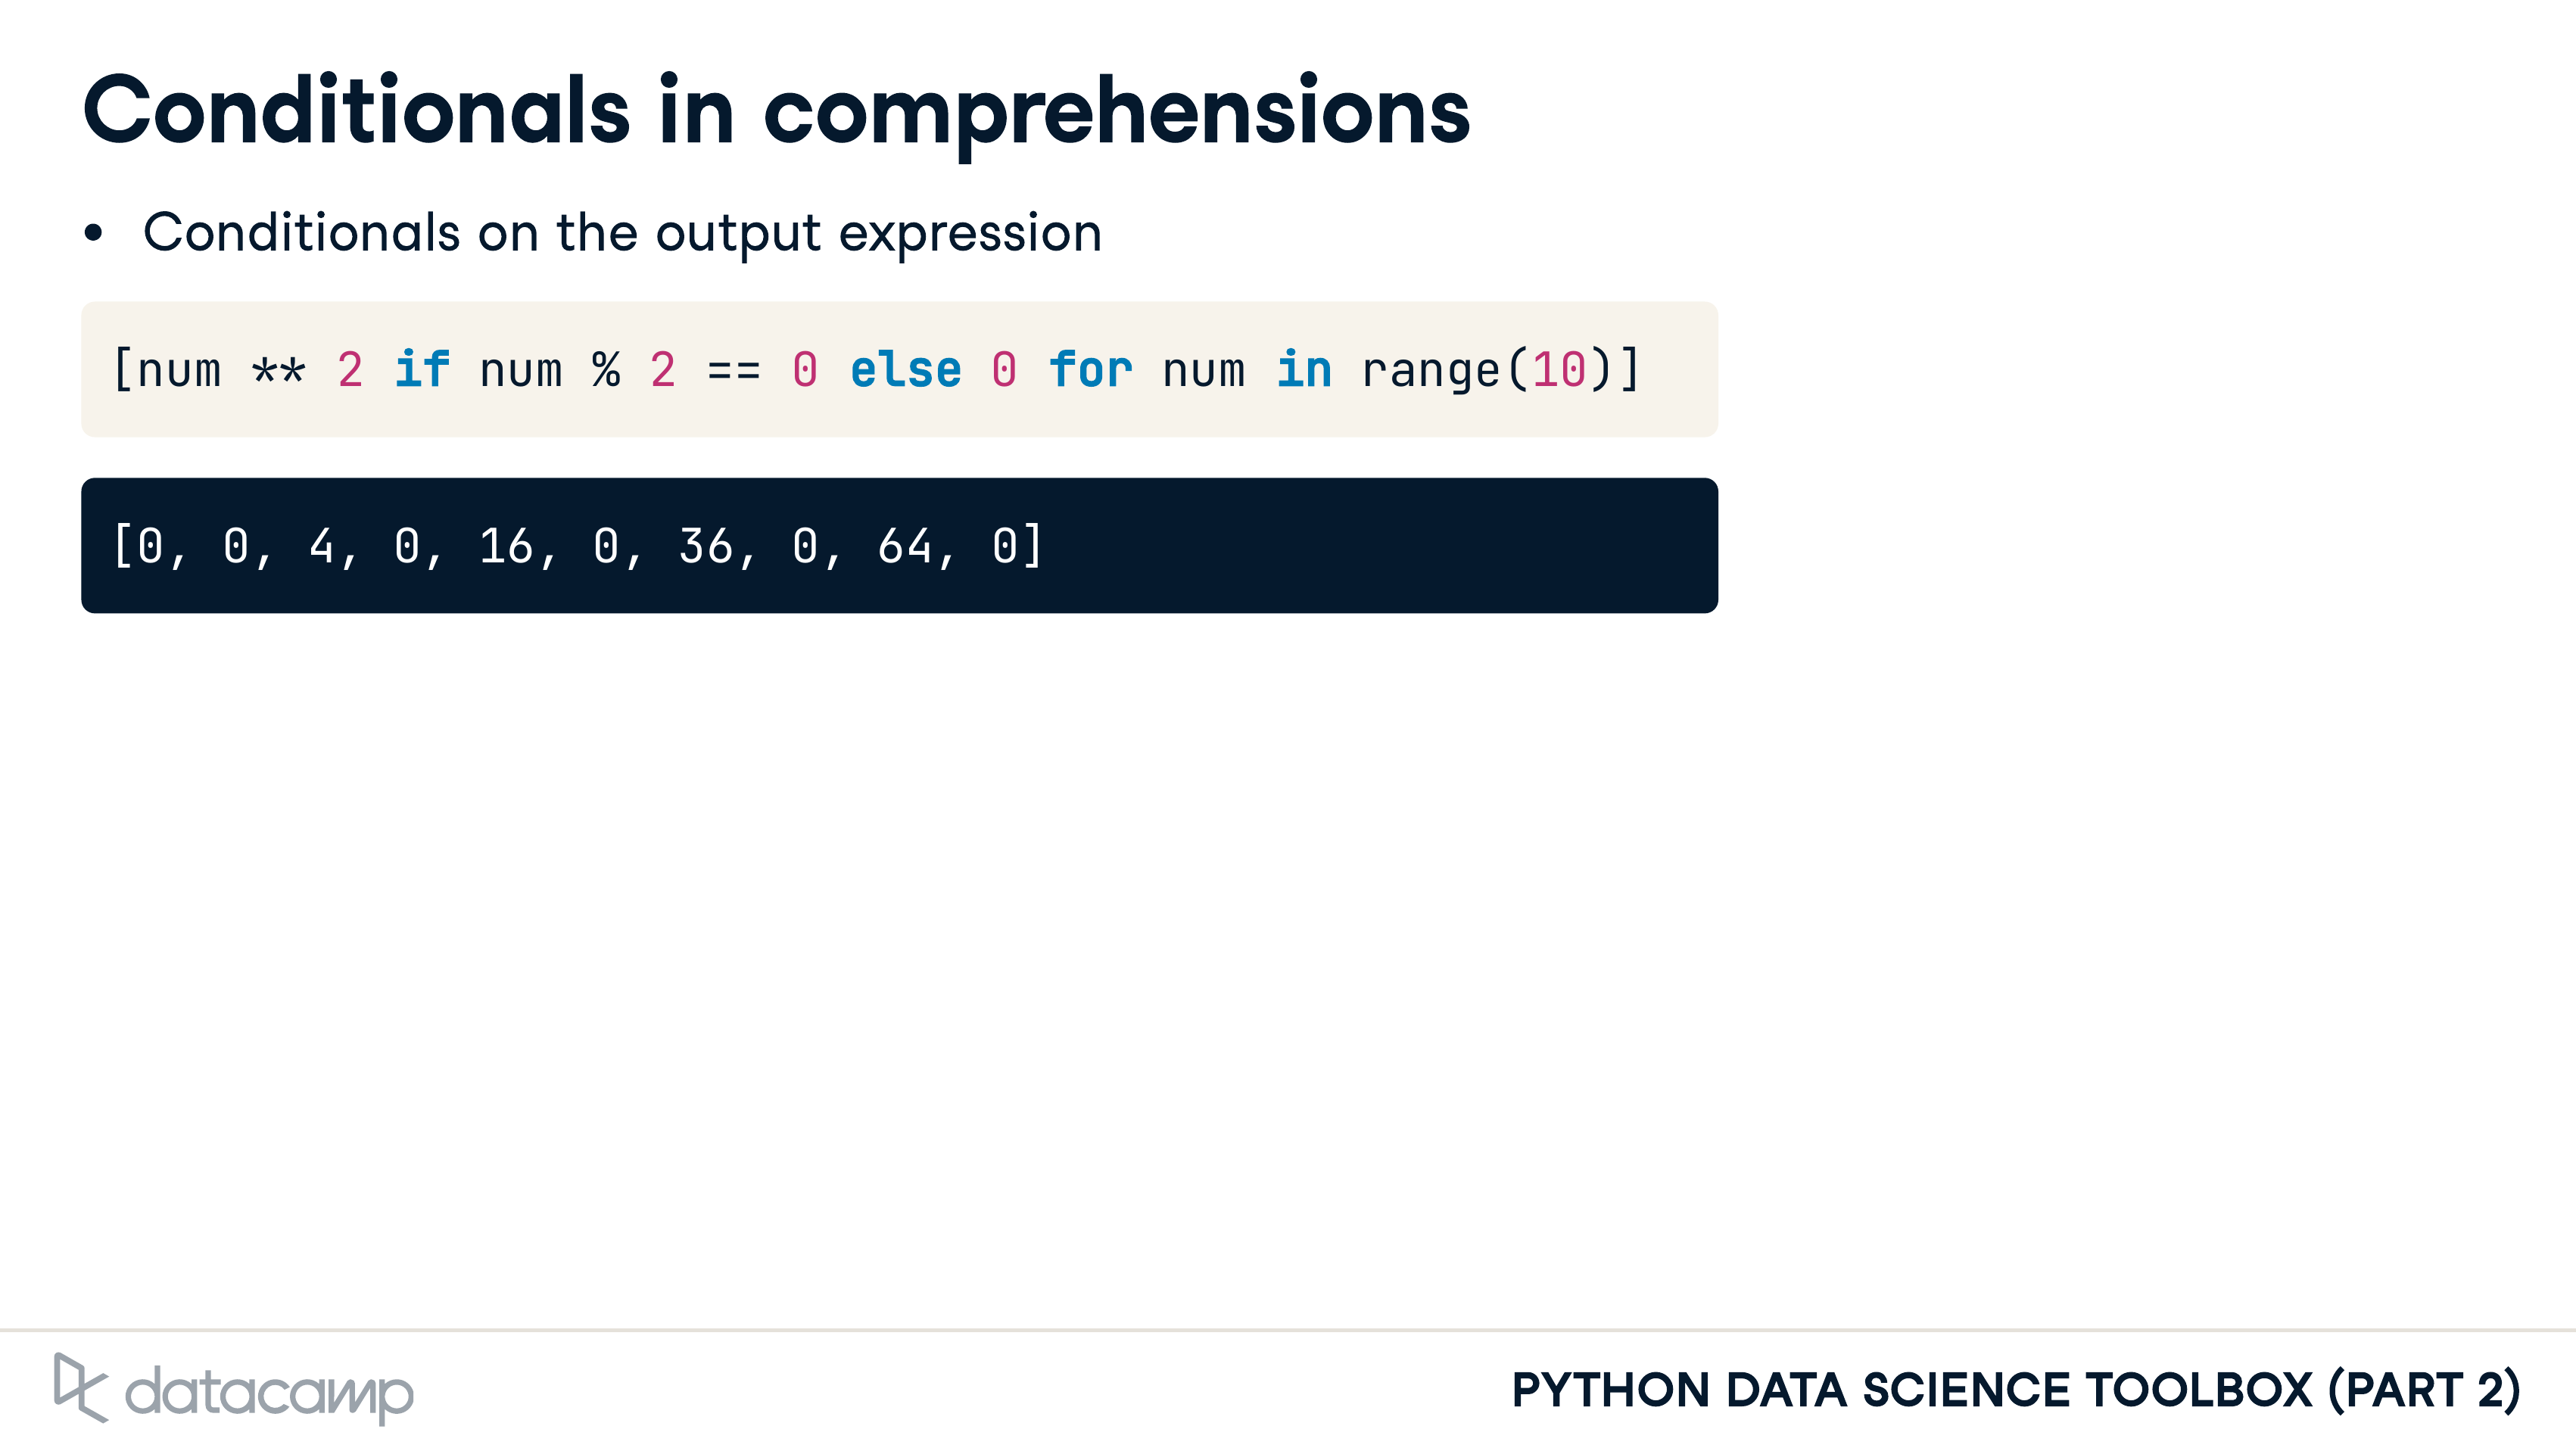 Conditionals in comprehensions
• Conditionals on the output expression
[num ** 2 if num % 2 == 0 else 0 for num in range(10)]
[0, 0, 4, 0, 16, 0, 36, 0, 64, 0]
datacamp
PYTHON DATA SCIENCE TOOLBOX (PART 2)